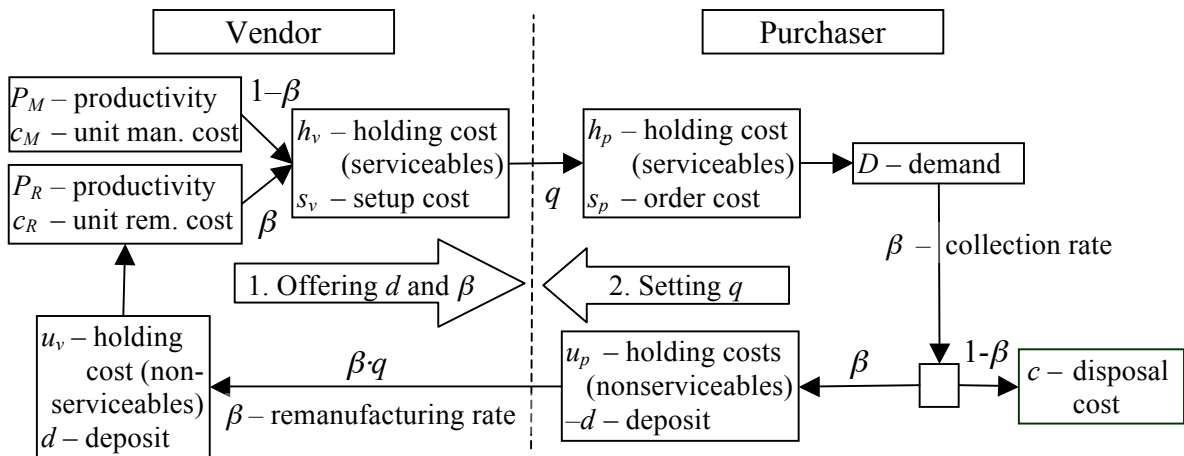 Vendor
Purchaser
P_M – productivity
c_M – unit man. cost
1–β
P_R – productivity
c_R – unit rem. cost
β
h_v – holding cost
(serviceables)
s_v – setup cost
q
h_p – holding cost
(serviceables)
s_p – order cost
D – demand
β – collection rate
1. Offering d and β
2. Setting q
u_v – holding
cost (non-
serviceables)
d – deposit
β·q
β – remanufacturing rate
u_p – holding costs
(nonserviceables)
–d – deposit
β
1-β
c – disposal
cost